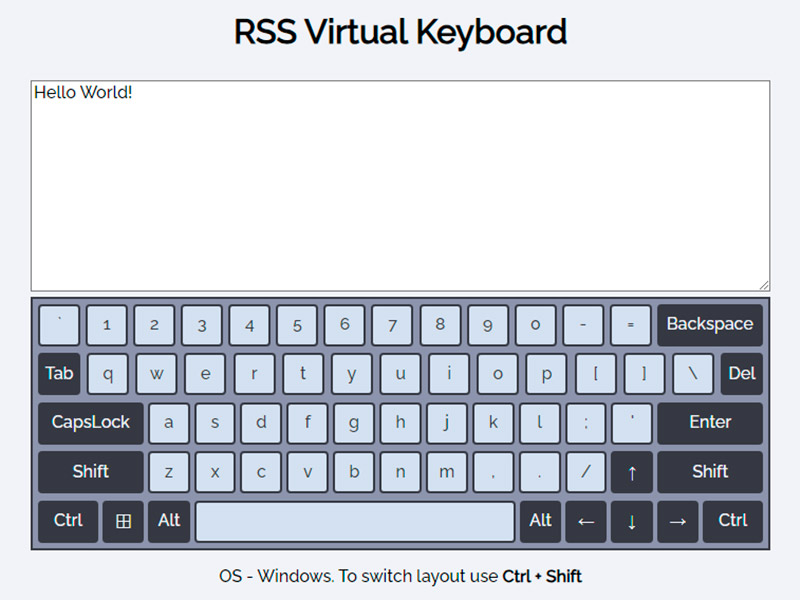 RSS Virtual Keyboard
Hello World!
` 1 2 3 4 5 6 7 8 9 0 - = Backspace
Tab q w e r t y u i o p [ ] \ Del
CapsLock a s d f g h j k l ; ' Enter
Shift z x c v b n m , . / ↑ Shift
Ctrl ⊞ Alt Alt ← ↓ → Ctrl
OS - Windows. To switch layout use Ctrl + Shift